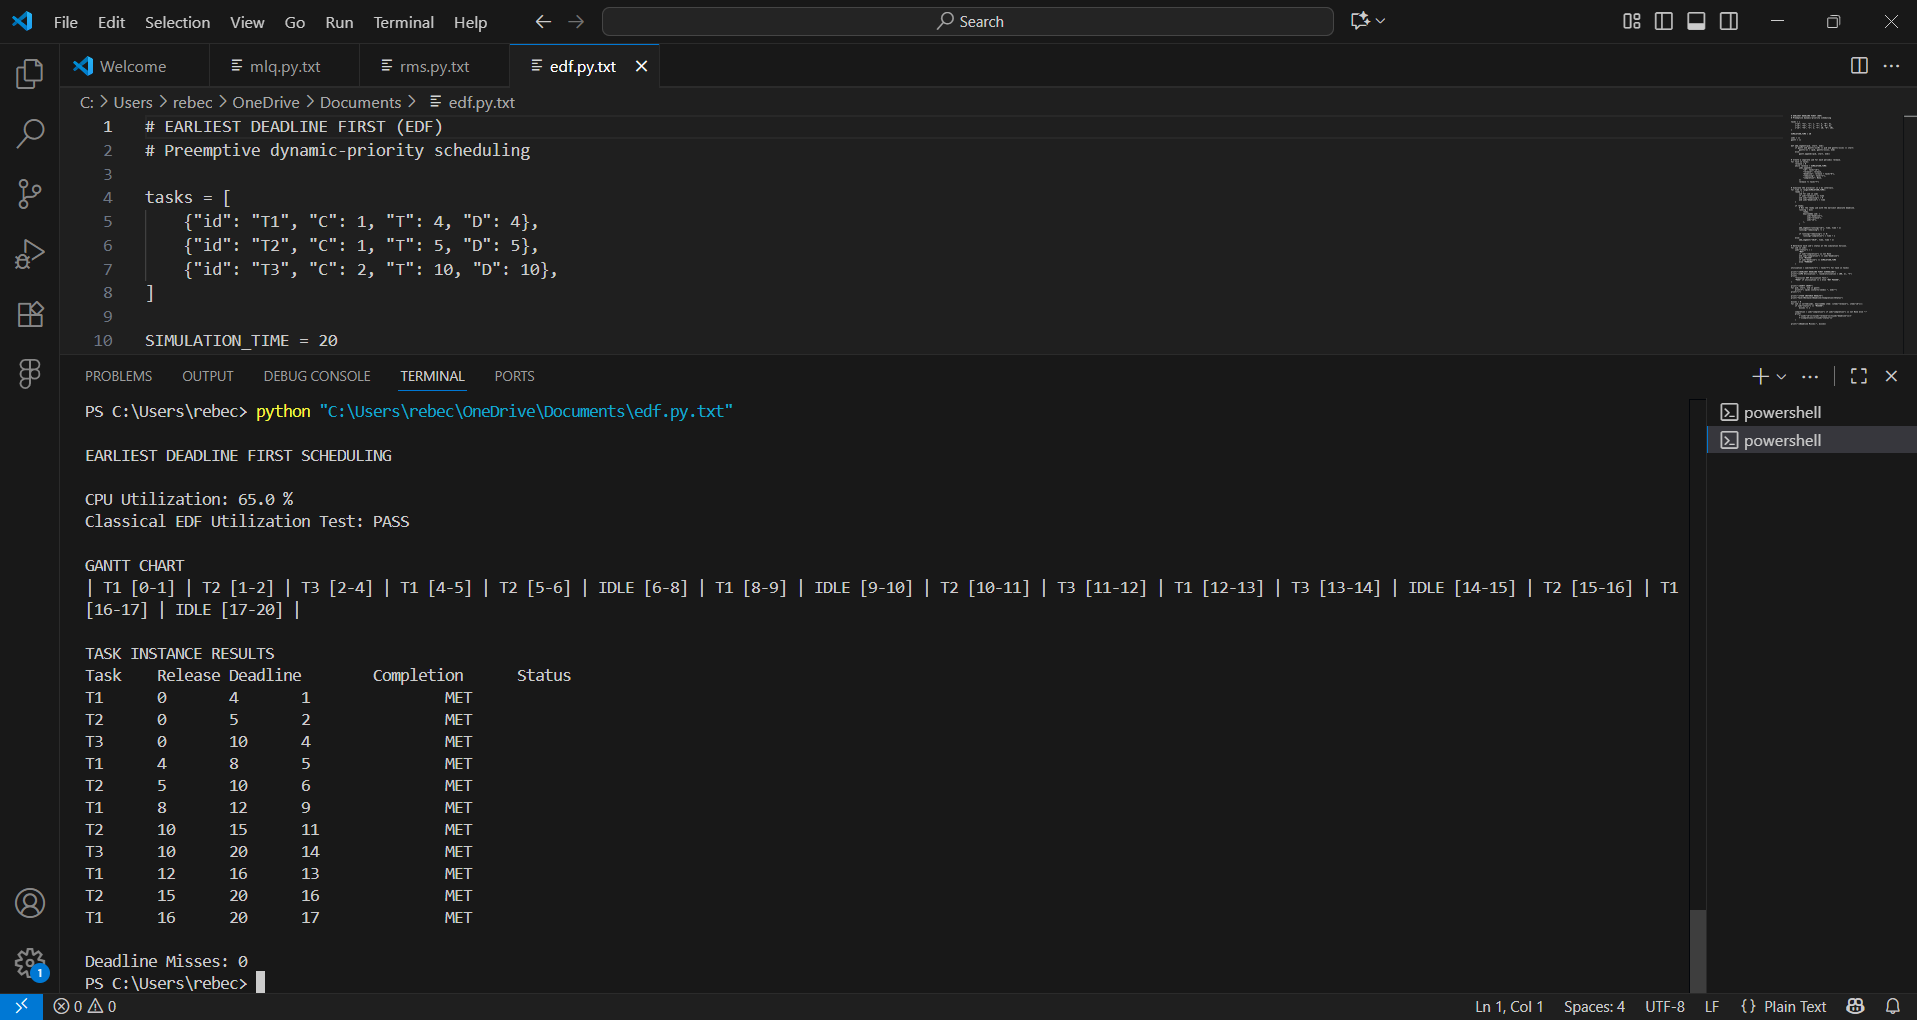 File Edit Selection View Go Run Terminal Help Search
Welcome mlq.py.txt rms.py.txt edf.py.txt
C: > Users > rebec > OneDrive > Documents > edf.py.txt
1 # EARLIEST DEADLINE FIRST (EDF)
2 # Preemptive dynamic-priority scheduling
3
4 tasks = [
5 {"id": "T1", "C": 1, "T": 4, "D": 4},
6 {"id": "T2", "C": 1, "T": 5, "D": 5},
7 {"id": "T3", "C": 2, "T": 10, "D": 10},
8 ]
9
10 SIMULATION_TIME = 20
PROBLEMS OUTPUT DEBUG CONSOLE TERMINAL PORTS
PS C:\Users\rebec> python "C:\Users\rebec\OneDrive\Documents\edf.py.txt"
powershell
powershell
EARLIEST DEADLINE FIRST SCHEDULING
CPU Utilization: 65.0 %
Classical EDF Utilization Test: PASS
GANTT CHART
| T1 [0-1] | T2 [1-2] | T3 [2-4] | T1 [4-5] | T2 [5-6] | IDLE [6-8] | T1 [8-9] | IDLE [9-10] | T2 [10-11] | T3 [11-12] | T1 [12-13] | T3 [13-14] | IDLE [14-15] | T2 [15-16] | T1
[16-17] | IDLE [17-20] |
TASK INSTANCE RESULTS
Task Release Deadline Completion Status
T1 0 4 1 MET
T2 0 5 2 MET
T3 0 10 4 MET
T1 4 8 5 MET
T2 5 10 6 MET
T1 8 12 9 MET
T2 10 15 11 MET
T3 10 20 14 MET
T1 12 16 13 MET
T2 15 20 16 MET
T1 16 20 17 MET
Deadline Misses: 0
PS C:\Users\rebec>
1
0 0 Ln 1, Col 1 Spaces: 4 UTF-8 LF {} Plain Text